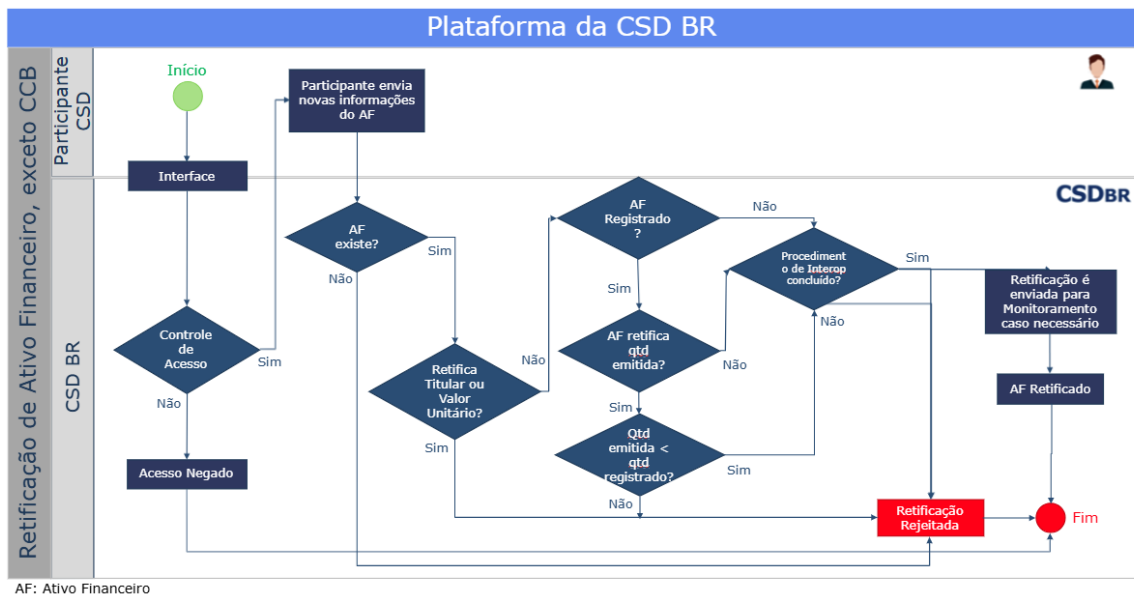 Plataforma da CSD BR
Retificação de Ativo Financeiro, exceto CCB
Participante
CSD
CSD BR
Início
Participante envia
novas informações
do AF
Interface
CSDBR
AF
existe?
Sim
Não
AF
Registrado
?
Não
Sim
Procediment
o de Interop
concluído?
Sim
Não
Retificação é
enviada para
Monitoramento
caso necessário
Controle
de
Acesso
Sim
Não
AF retifica
qtd
emitida?
Não
Sim
Retifica
Titular ou
Valor
Unitário?
Não
Sim
AF Retificado
Qtd
emitida <
qtd
registrado?
Sim
Não
Acesso Negado
Retificação
Rejeitada
Fim
AF: Ativo Financeiro